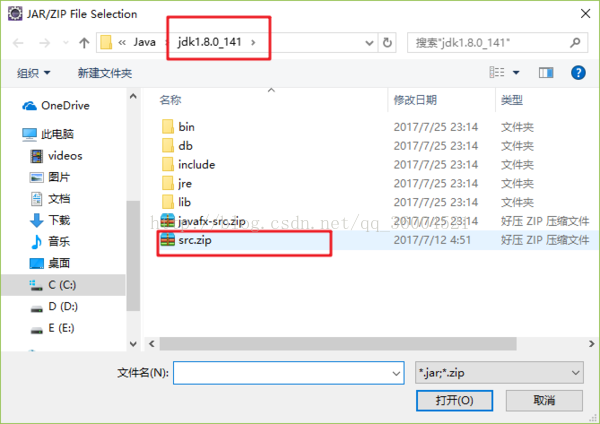 JAR/ZIP File Selection
« Java › jdk1.8.0_141 ›
搜索"jdk1.8.0_141"
组织 新建文件夹
名称 修改日期 类型
OneDrive
此电脑
videos
图片
文档
下载
音乐
桌面
C (C:)
D (D:)
E (E:)
bin 2017/7/25 23:14 文件夹
db 2017/7/25 23:14 文件夹
include 2017/7/25 23:14 文件夹
jre 2017/7/25 23:14 文件夹
lib 2017/7/25 23:14 文件夹
javafx-src.zip 2017/7/25 23:14 好压 ZIP 压缩文件
src.zip 2017/7/12 4:51 好压 ZIP 压缩文件
文件名(N): *.jar;*.zip
打开(O) 取消